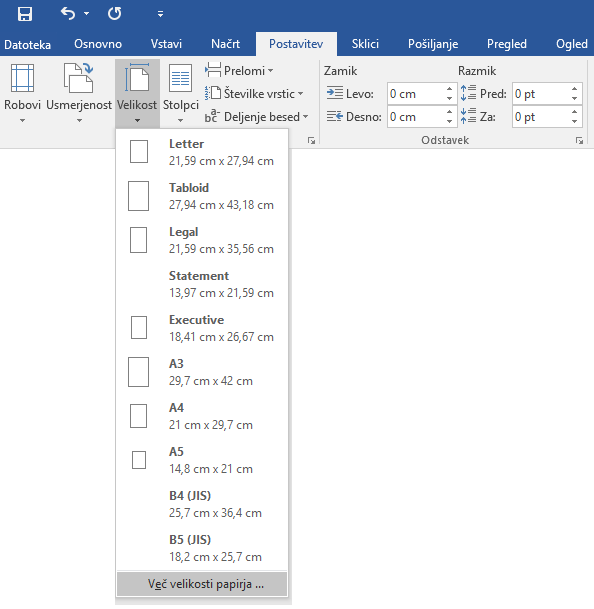 Datoteka Osnovno Vstavi Načrt Postavitev Sklici Pošiljanje Pregled Ogled
Robovi Usmerjenost Velikost Stolpci
Prelomi
Številke vrstic
Deljenje besed
Zamik Razmik
Levo: 0 cm Pred: 0 pt
Desno: 0 cm Za: 0 pt
Odstavek
Letter
21,59 cm x 27,94 cm
Tabloid
27,94 cm x 43,18 cm
Legal
21,59 cm x 35,56 cm
Statement
13,97 cm x 21,59 cm
Executive
18,41 cm x 26,67 cm
A3
29,7 cm x 42 cm
A4
21 cm x 29,7 cm
A5
14,8 cm x 21 cm
B4 (JIS)
25,7 cm x 36,4 cm
B5 (JIS)
18,2 cm x 25,7 cm
Več velikosti papirja ...